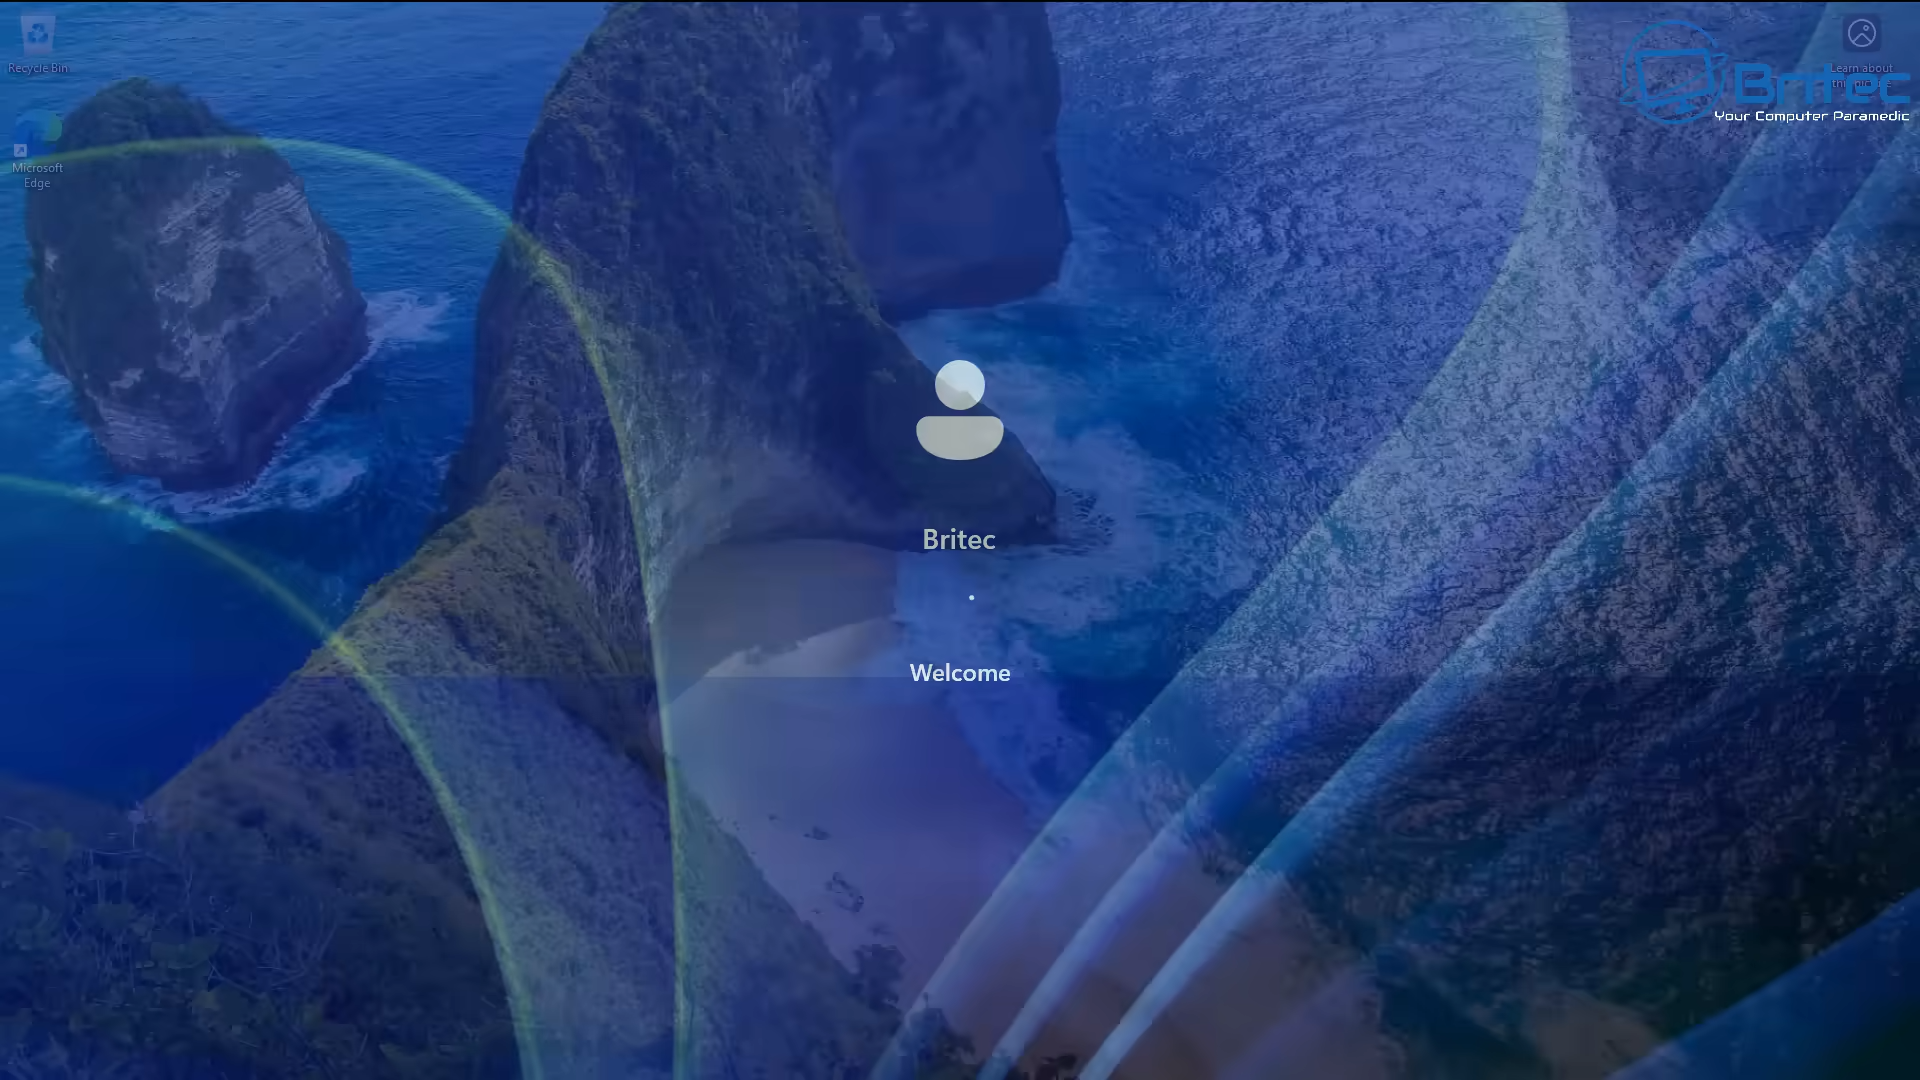 Recycle Bin
Microsoft
Edge
Learn about
Britec
Your Computer Paramedic
Britec
Welcome